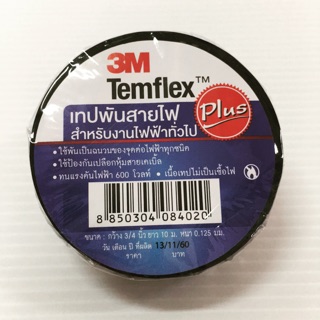 3M
Temflex™
Plus
เทปพันสายไฟ
สำหรับงานไฟฟ้าทั่วไป
• ใช้พันเป็นฉนวนของจุดต่อไฟฟ้าทุกชนิด
• ใช้ป้องกันเปลือกหุ้มสายเคเบิ้ล
• ทนแรงดันไฟฟ้า 600 โวลท์ • เนื้อเทปไม่เป็นเชื้อไฟ
8 850304 084020
ขนาด : กว้าง 3/4 นิ้ว ยาว 10 ม. หนา 0.125 มม.
วัน เดือน ปี ที่ผลิต 13/11/60
ราคา บาท